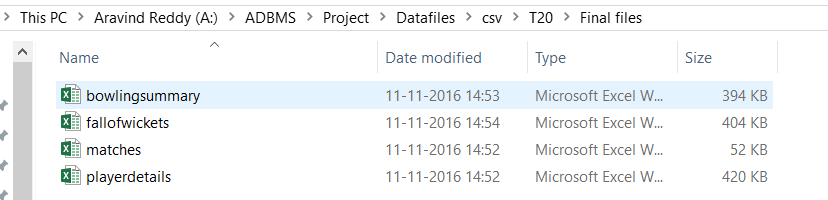 This PC > Aravind Reddy (A:) > ADBMS > Project > Datafiles > csv > T20 > Final files
Name Date modified Type Size
bowlingsummary 11-11-2016 14:53 Microsoft Excel W... 394 KB
fallofwickets 11-11-2016 14:54 Microsoft Excel W... 404 KB
matches 11-11-2016 14:52 Microsoft Excel W... 52 KB
playerdetails 11-11-2016 14:52 Microsoft Excel W... 420 KB